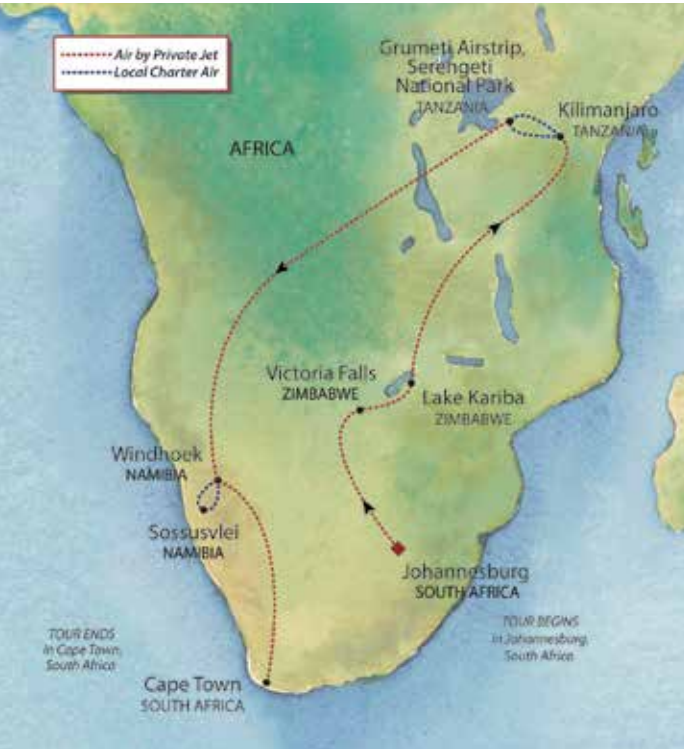 Air by Private Jet
Local Charter Air
Grumeti Airstrip,
Serengeti
National Park
TANZANIA
Kilimanjaro
TANZANIA
AFRICA
Victoria Falls
ZIMBABWE
Lake Kariba
ZIMBABWE
Windhoek
NAMIBIA
Sossusvlei
NAMIBIA
Johannesburg
SOUTH AFRICA
TOUR BEGINS
in Johannesburg,
South Africa
TOUR ENDS
in Cape Town,
South Africa
Cape Town
SOUTH AFRICA